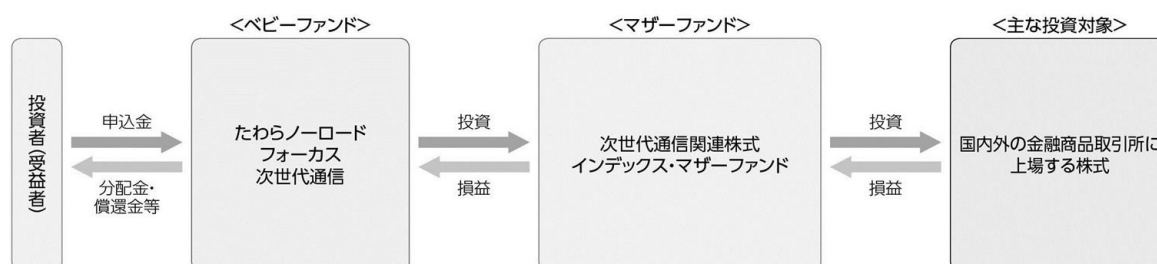 <ベビーファンド>
<マザーファンド>
<主な投資対象>
投資者(受益者)
申込金
分配金・
償還金等
たわらノーロード
フォーカス
次世代通信
投資
損益
次世代通信関連株式
インデックス・マザーファンド
投資
損益
国内外の金融商品取引所に
上場する株式